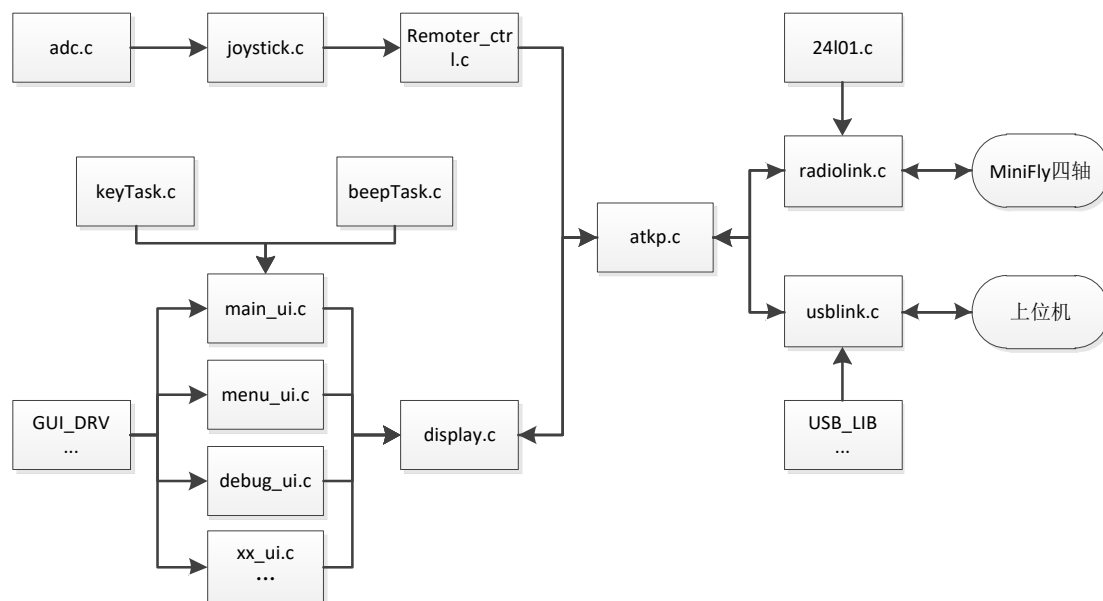 adc.c
joystick.c
Remoter_ctr
l.c
24l01.c
keyTask.c
beepTask.c
radiolink.c
MiniFly四轴
atkp.c
main_ui.c
usblink.c
上位机
menu_ui.c
GUI_DRV
...
display.c
USB_LIB
...
debug_ui.c
xx_ui.c
...